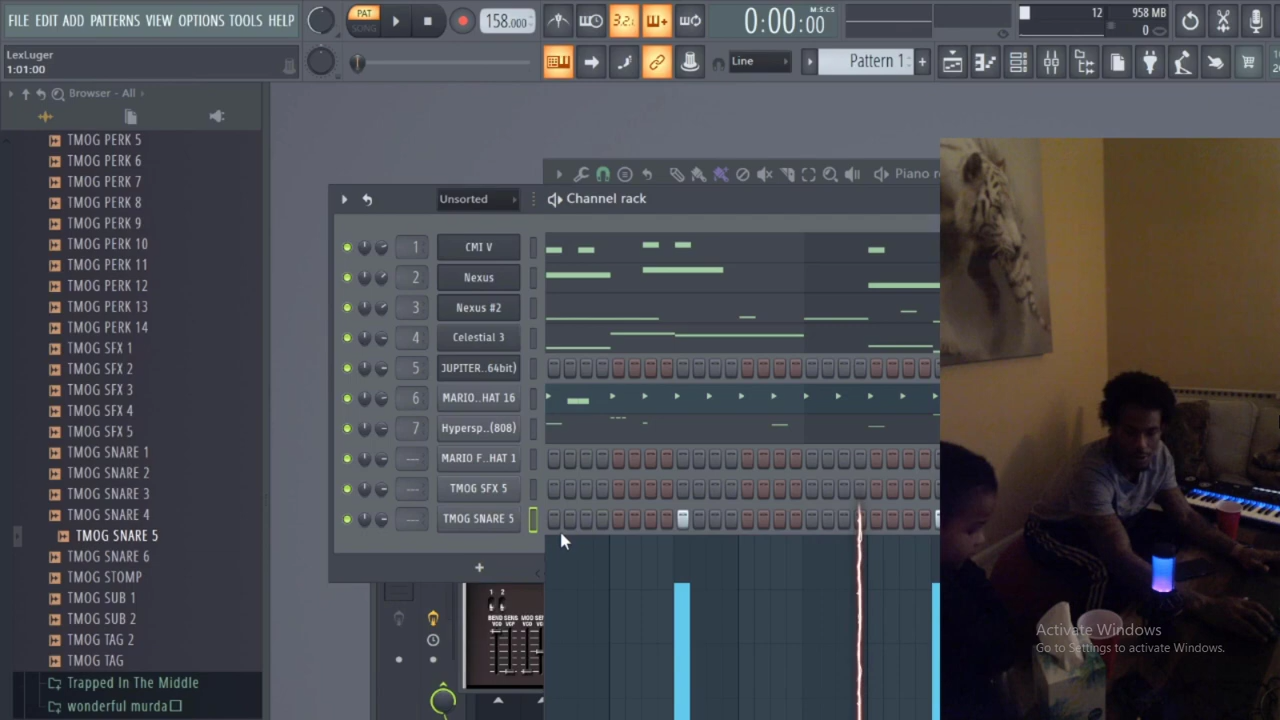 FILE EDIT ADD PATTERNS VIEW OPTIONS TOOLS HELP
PAT
SONG
158.000
3.2.
0:00:00
M:S:CS
12
958 MB
0
LexLuger
1:01:00
Line
Pattern 1
Browser - All
TMOG PERK 5
TMOG PERK 6
TMOG PERK 7
TMOG PERK 8
TMOG PERK 9
TMOG PERK 10
TMOG PERK 11
TMOG PERK 12
TMOG PERK 13
TMOG PERK 14
TMOG SFX 1
TMOG SFX 2
TMOG SFX 3
TMOG SFX 4
TMOG SFX 5
TMOG SNARE 1
TMOG SNARE 2
TMOG SNARE 3
TMOG SNARE 4
TMOG SNARE 5
TMOG SNARE 6
TMOG STOMP
TMOG SUB 1
TMOG SUB 2
TMOG TAG 2
TMOG TAG
Trapped In The Middle
wonderful murda
Piano
Unsorted
Channel rack
1 CMI V
2 Nexus
3 Nexus #2
4 Celestial 3
5 JUPITER..64bit)
6 MARIO..HAT 16
7 Hypersp..(808)
--- MARIO F..HAT 1
--- TMOG SFX 5
--- TMOG SNARE 5
+
Activate Windows
Go to Settings to activate Windows.